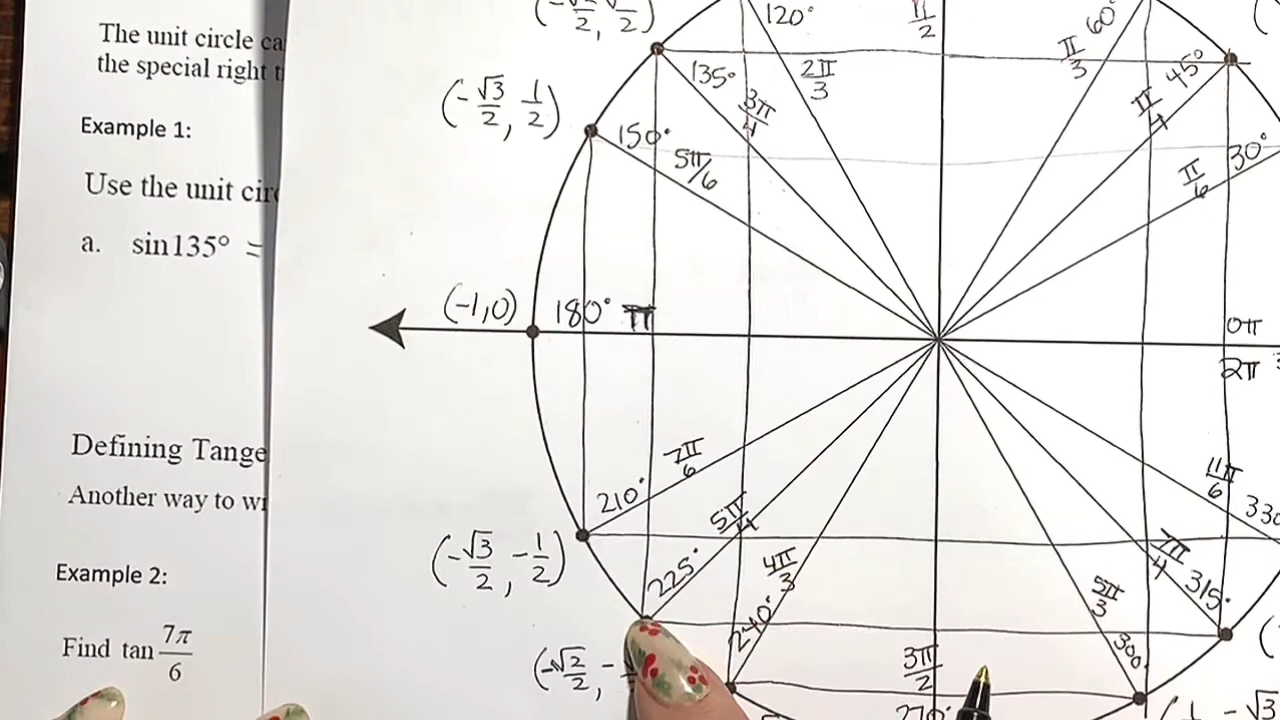 The unit circle ca
the special right t
Example 1:
Use the unit cir
a. sin135° =
Defining Tange
Another way to wr
Example 2:
Find tan 7π/6
120°
π/2
60°
π/3
135°
3π/4
2π/3
45°
π/4
(-√3/2, 1/2)
150°
5π/6
30°
π/6
(-1,0)
180° π
0π
2π
7π/6
210°
11π/6
330
(-√3/2, -1/2)
5π/4
225°
4π/3
240°
7π/4
315°
5π/3
300
3π/2
270°
(-√2/2, -